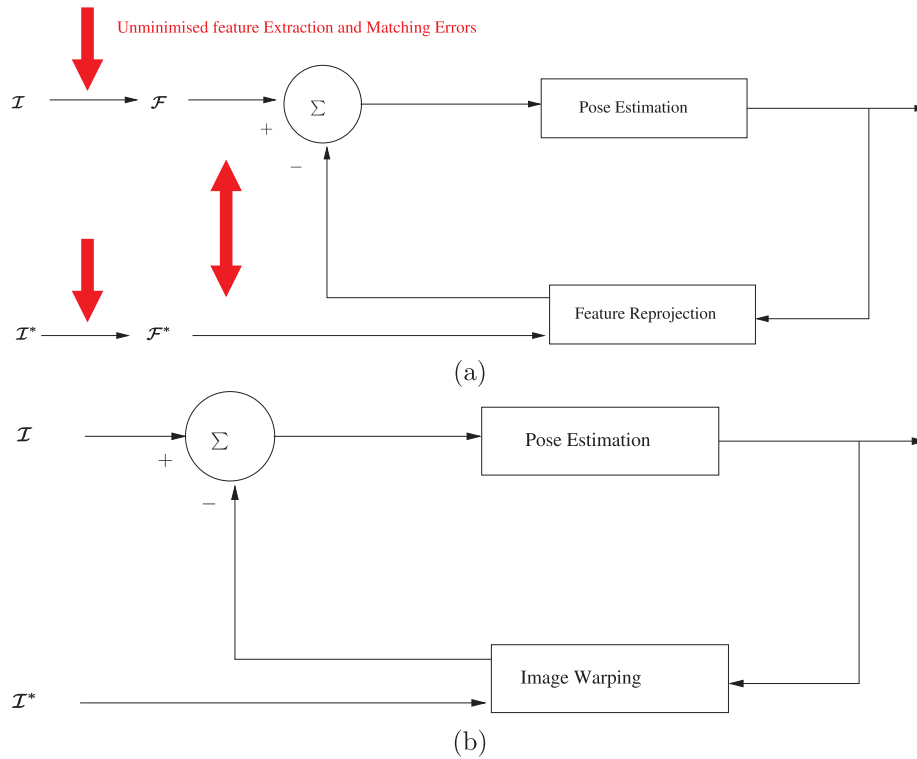 Unminimised feature Extraction and Matching Errors
ℐ ℱ Σ Pose Estimation
+
−
ℐ* ℱ* Feature Reprojection
(a)
ℐ Σ Pose Estimation
+
−
Image Warping
ℐ*
(b)